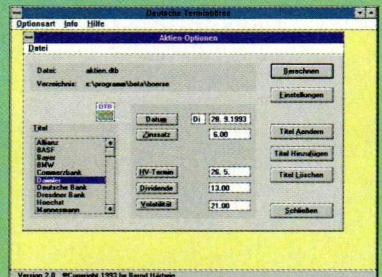 Deutsche Terminbörse
Optionsart Info Hilfe
Aktien-Optionen
Datei
Datei: aktien.dtb
Verzeichnis: c:\programa\beta\boerse
Berechnen
Einstellungen
DTB
Datum Di 28. 9.1993
Zinssatz 6.00
Titel
Allianz
BASF
Bayer
BMW
Commerzbank
Daimler
Deutsche Bank
Dresdner Bank
Hoechst
Mannesmann
Titel Aendern
Titel Hinzufügen
HV-Termin 26. 5.
Titel Löschen
Dividende 13.00
Volatilität 21.00
Schließen
Version 2.0 ©Copyright 1993 by Bernd